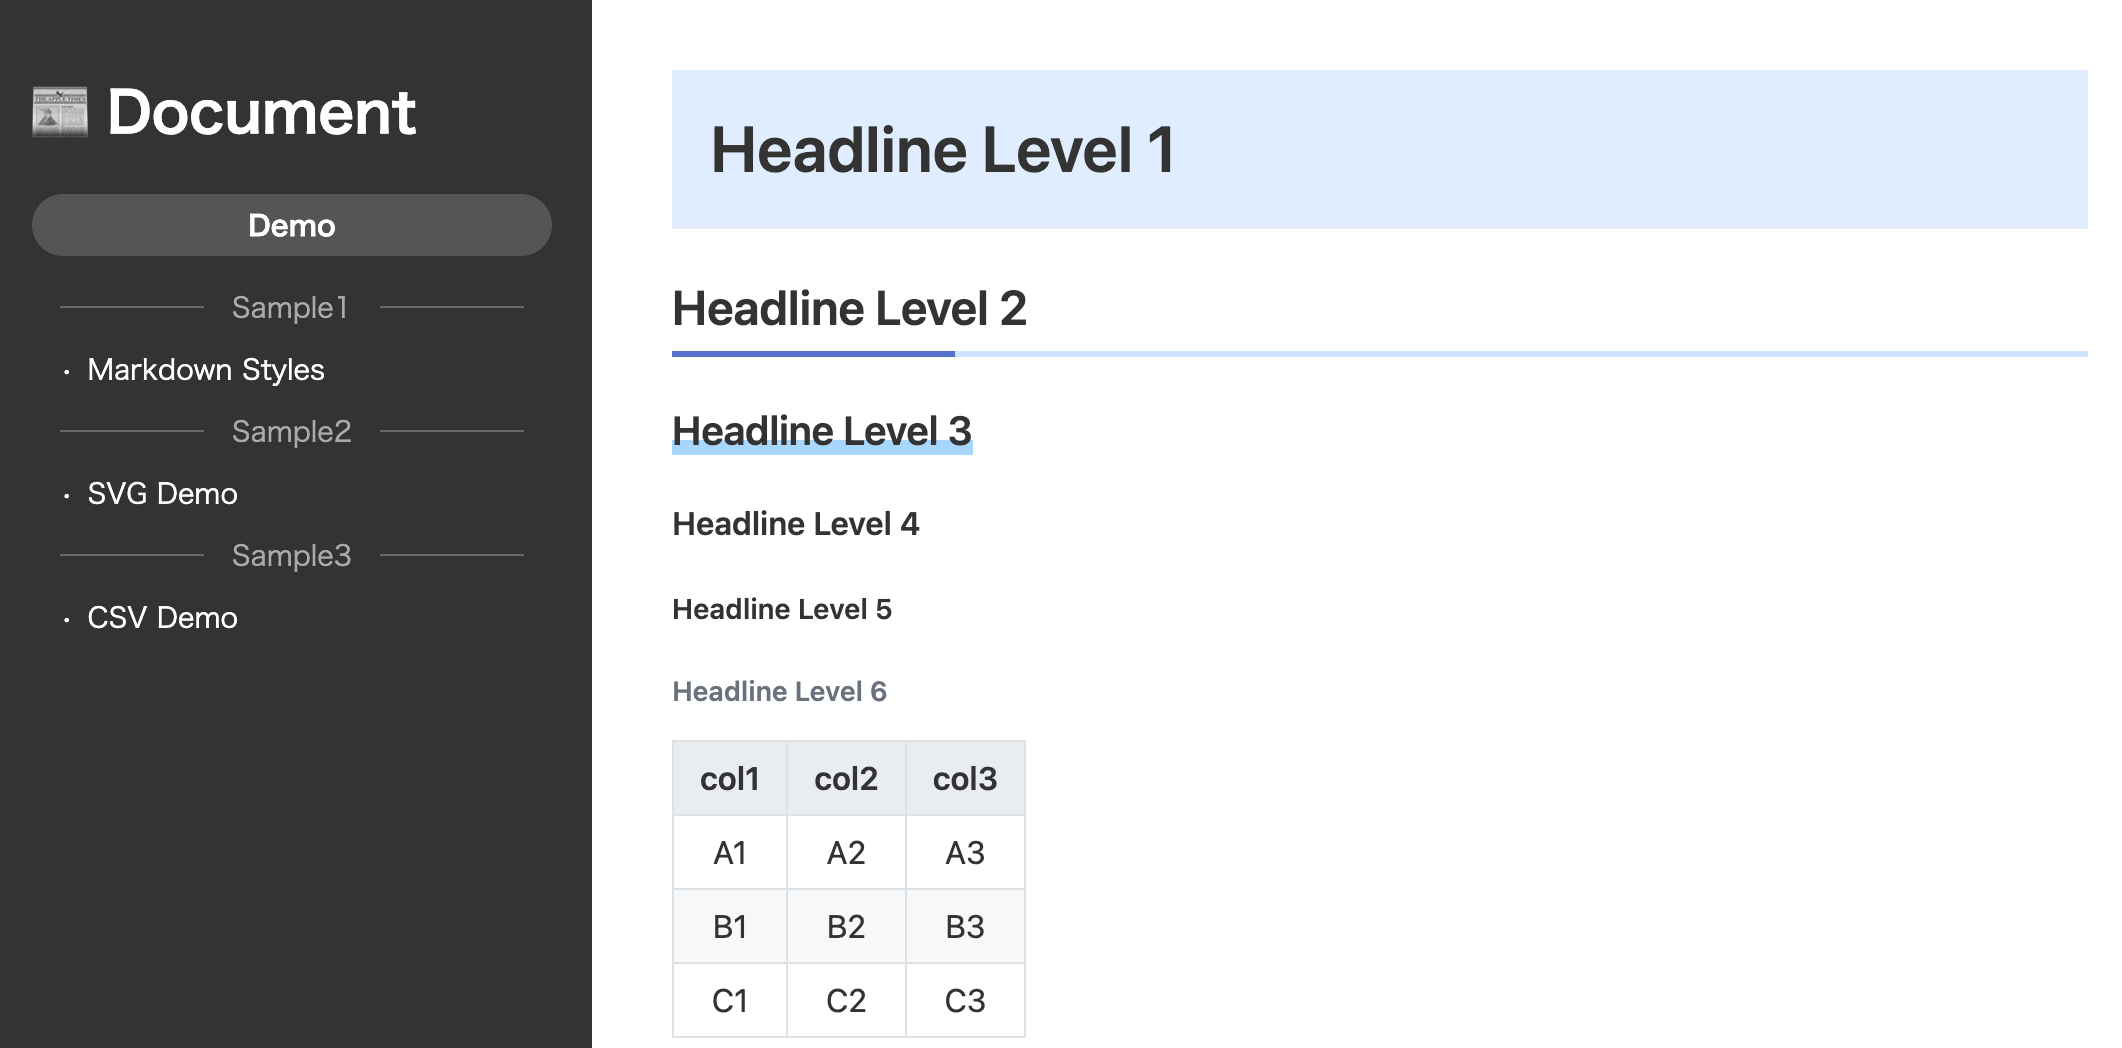 Document
Demo
Sample1
・ Markdown Styles
Sample2
・ SVG Demo
Sample3
・ CSV Demo
Headline Level 1
Headline Level 2
Headline Level 3
Headline Level 4
Headline Level 5
Headline Level 6
col1 col2 col3
A1 A2 A3
B1 B2 B3
C1 C2 C3